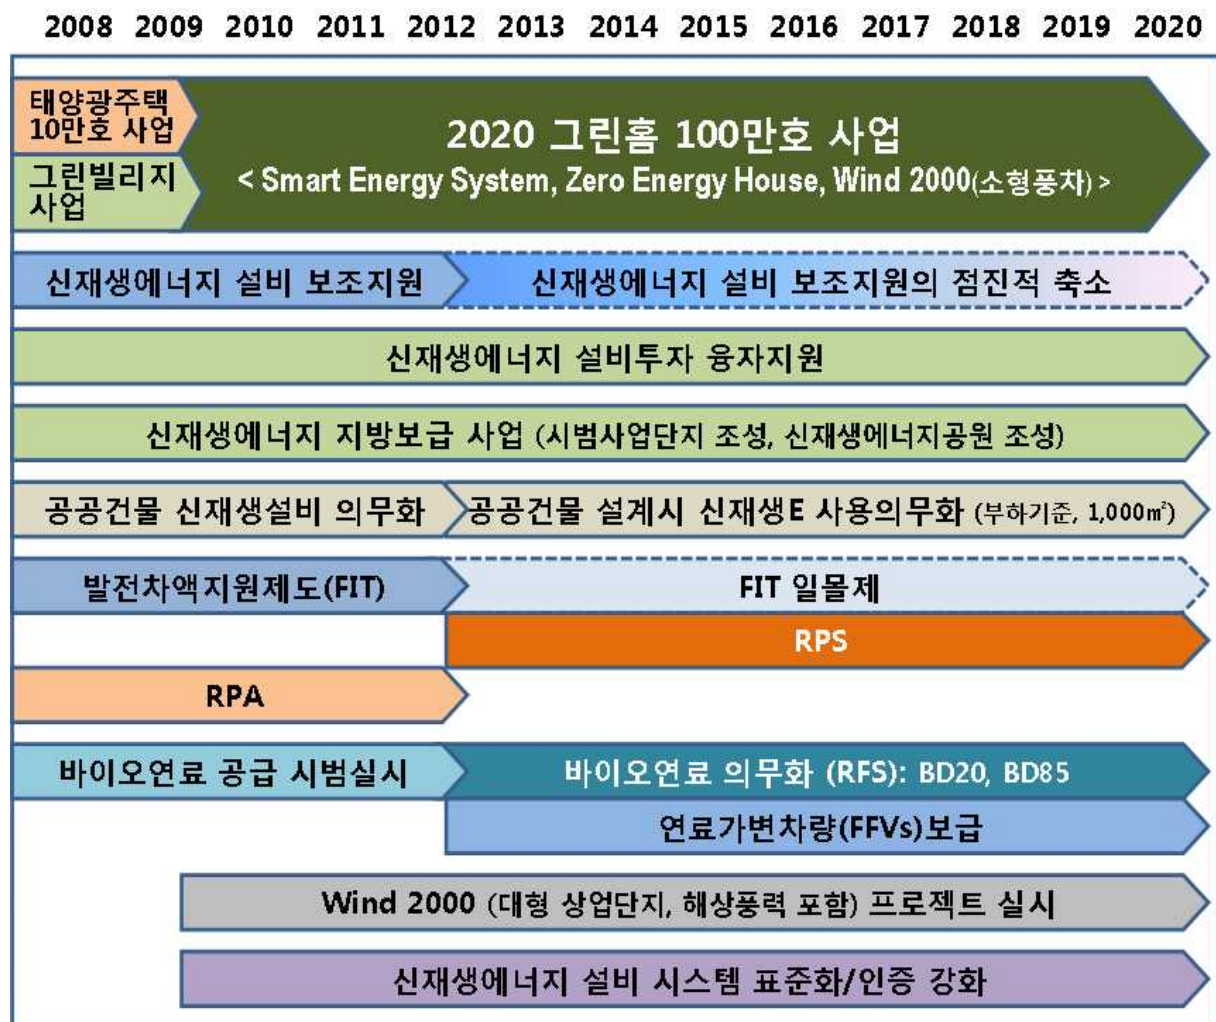 2008 2009 2010 2011 2012 2013 2014 2015 2016 2017 2018 2019 2020
태양광주택
10만호 사업
그린빌리지
사업
2020 그린홈 100만호 사업
< Smart Energy System, Zero Energy House, Wind 2000(소형풍차) >
신재생에너지 설비 보조지원
신재생에너지 설비 보조지원의 점진적 축소
신재생에너지 설비투자 융자지원
신재생에너지 지방보급 사업 (시범사업단지 조성, 신재생에너지공원 조성)
공공건물 신재생설비 의무화
공공건물 설계시 신재생E 사용의무화 (부하기준, 1,000㎡)
발전차액지원제도(FIT)
FIT 일몰제
RPS
RPA
바이오연료 공급 시범실시
바이오연료 의무화 (RFS): BD20, BD85
연료가변차량(FFVs)보급
Wind 2000 (대형 상업단지, 해상풍력 포함) 프로젝트 실시
신재생에너지 설비 시스템 표준화/인증 강화